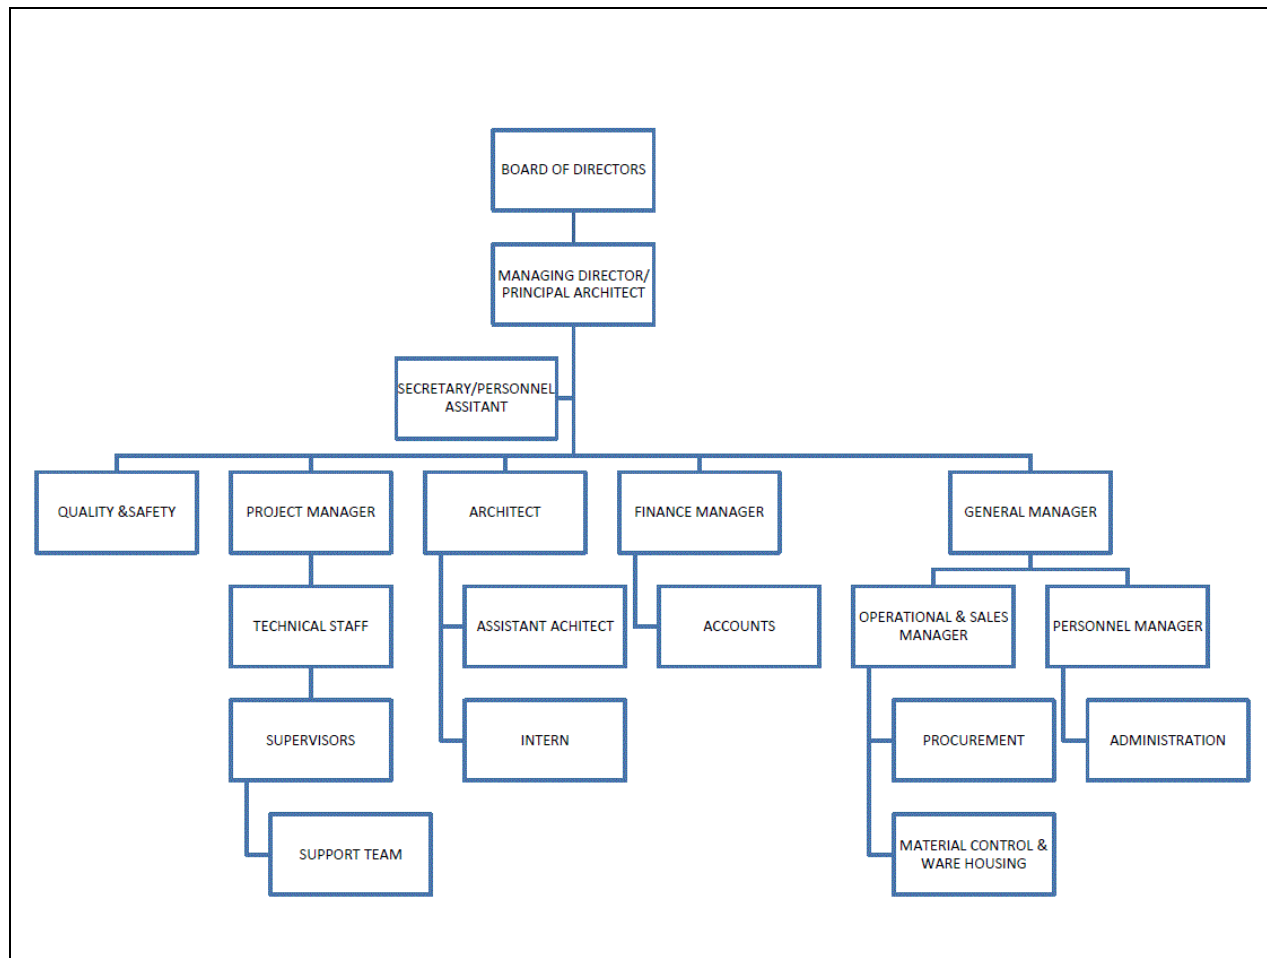 BOARD OF DIRECTORS
MANAGING DIRECTOR/
PRINCIPAL ARCHITECT
SECRETARY/PERSONNEL
ASSITANT
QUALITY &SAFETY
PROJECT MANAGER
ARCHITECT
FINANCE MANAGER
GENERAL MANAGER
TECHNICAL STAFF
ASSISTANT ACHITECT
ACCOUNTS
OPERATIONAL & SALES
MANAGER
PERSONNEL MANAGER
SUPERVISORS
INTERN
PROCUREMENT
ADMINISTRATION
SUPPORT TEAM
MATERIAL CONTROL &
WARE HOUSING